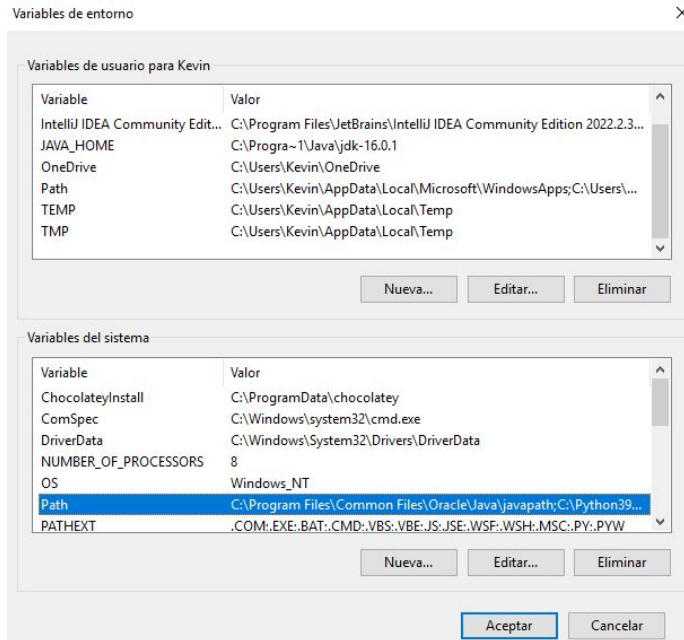 Variables de entorno
Variables de usuario para Kevin
Variable Valor
IntelliJ IDEA Community Edit... C:\Program Files\JetBrains\IntelliJ IDEA Community Edition 2022.2.3...
JAVA_HOME C:\Progra~1\Java\jdk-16.0.1
OneDrive C:\Users\Kevin\OneDrive
Path C:\Users\Kevin\AppData\Local\Microsoft\WindowsApps;C:\Users\...
TEMP C:\Users\Kevin\AppData\Local\Temp
TMP C:\Users\Kevin\AppData\Local\Temp
Nueva... Editar... Eliminar
Variables del sistema
Variable Valor
ChocolateyInstall C:\ProgramData\chocolatey
ComSpec C:\Windows\system32\cmd.exe
DriverData C:\Windows\System32\Drivers\DriverData
NUMBER_OF_PROCESSORS 8
OS Windows_NT
Path C:\Program Files\Common Files\Oracle\Java\javapath;C:\Python39...
PATHEXT .COM;.EXE;.BAT;.CMD;.VBS;.VBE;.JS;.JSE;.WSF;.WSH;.MSC;.PY;.PYW
Nueva... Editar... Eliminar
Aceptar Cancelar